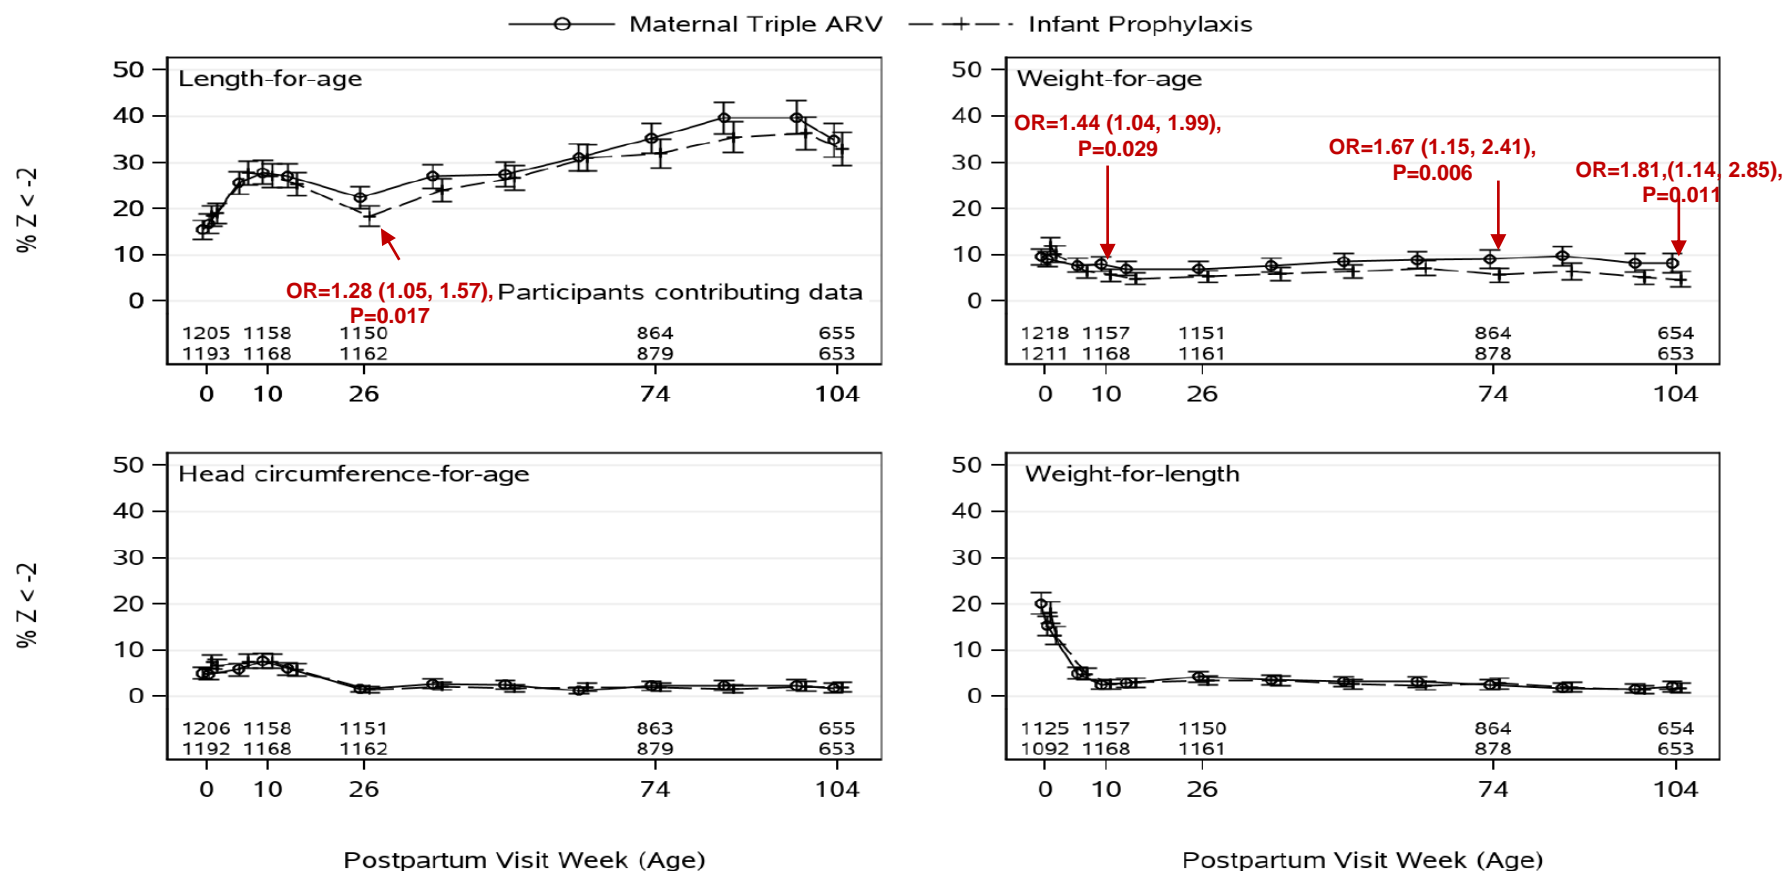 Maternal Triple ARV
Infant Prophylaxis
% Z < -2
50
40
30
20
10
0
Length-for-age
OR=1.28 (1.05, 1.57),
P=0.017
Participants contributing data
1205 1158 1150 864 655
1193 1168 1162 879 653
0 10 26 74 104
50
40
30
20
10
0
Weight-for-age
OR=1.44 (1.04, 1.99),
P=0.029
OR=1.67 (1.15, 2.41),
P=0.006
OR=1.81,(1.14, 2.85),
P=0.011
1218 1157 1151 864 654
1211 1168 1161 878 653
0 10 26 74 104
% Z < -2
50
40
30
20
10
0
Head circumference-for-age
1206 1158 1151 863 655
1192 1168 1162 879 653
0 10 26 74 104
Postpartum Visit Week (Age)
50
40
30
20
10
0
Weight-for-length
1125 1157 1150 864 654
1092 1168 1161 878 653
0 10 26 74 104
Postpartum Visit Week (Age)